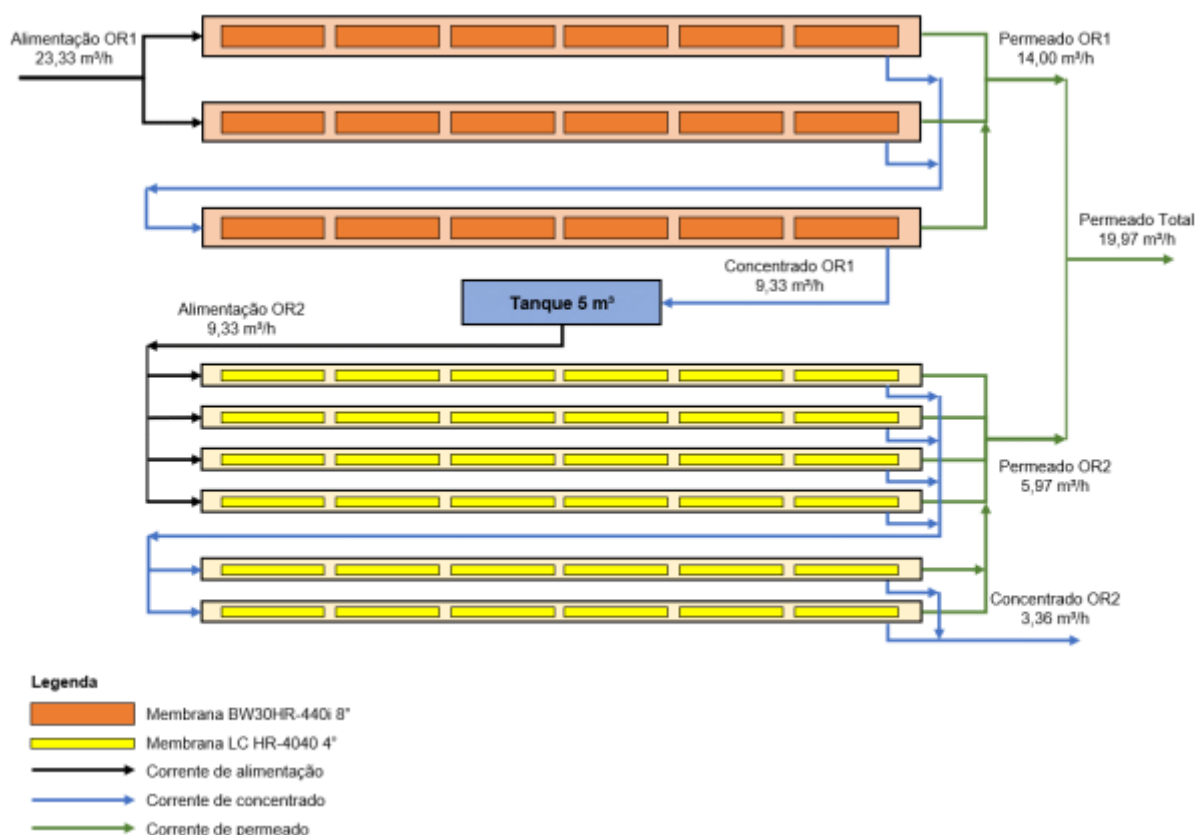 Alimentação OR1
23,33 m³/h
Permeado OR1
14,00 m³/h
Permeado Total
19,97 m³/h
Concentrado OR1
9,33 m³/h
Tanque 5 m³
Alimentação OR2
9,33 m³/h
Permeado OR2
5,97 m³/h
Concentrado OR2
3,36 m³/h
Legenda
Membrana BW30HR-440i 8"
Membrana LC HR-4040 4"
Corrente de alimentação
Corrente de concentrado
Corrente de permeado